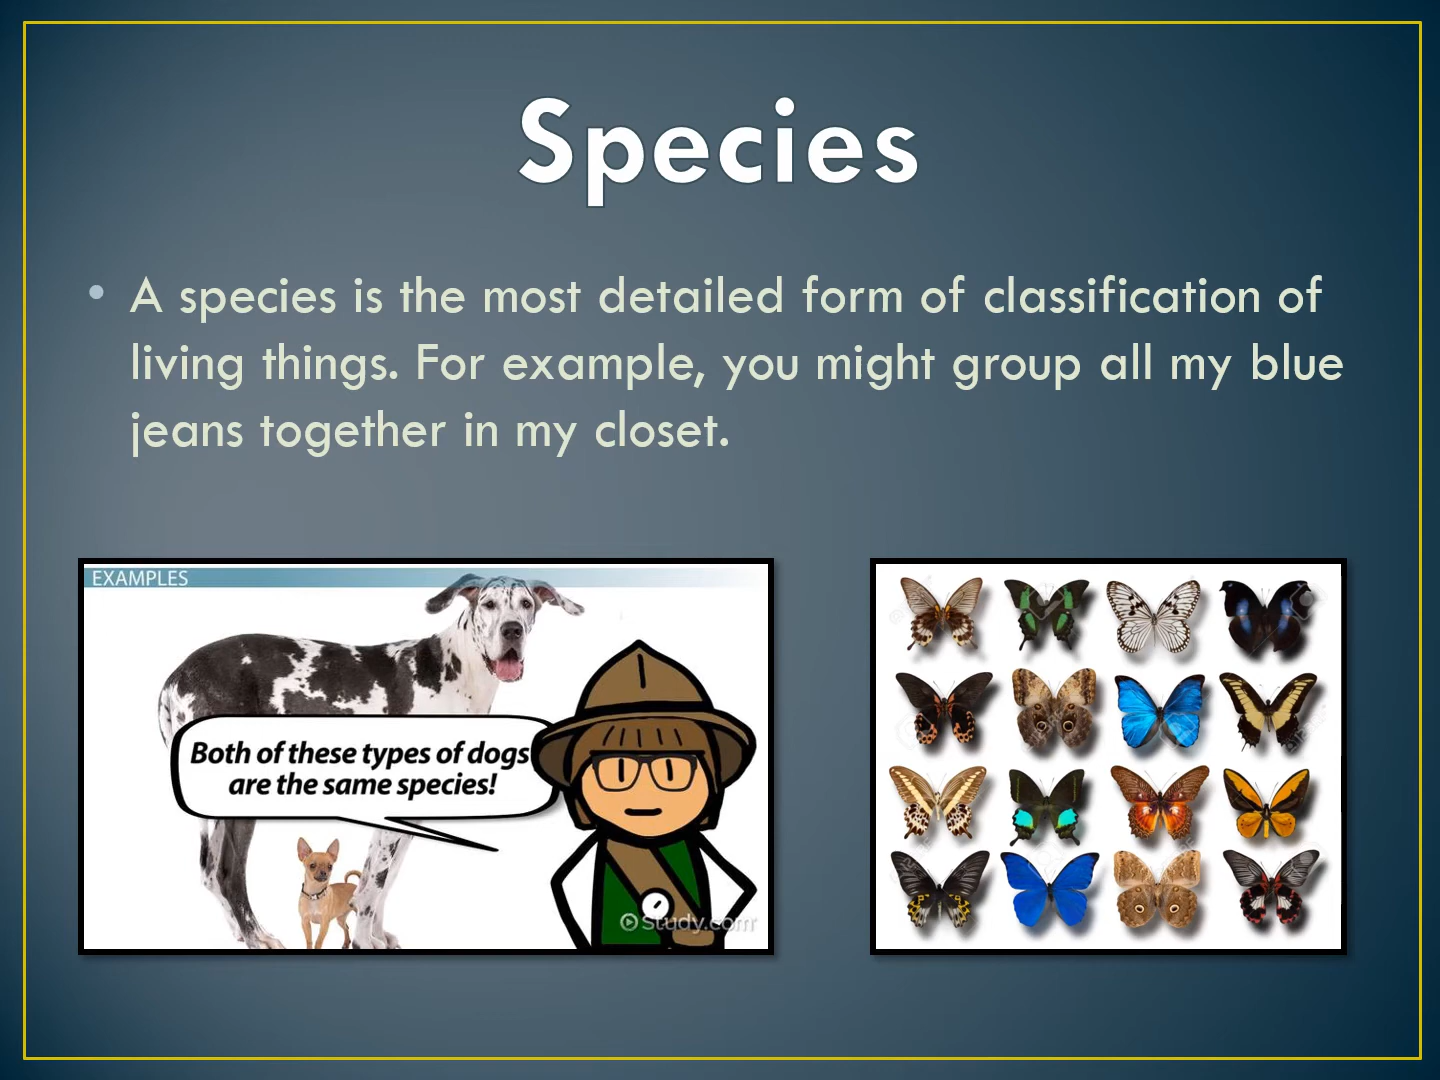 Species
• A species is the most detailed form of classification of
living things. For example, you might group all my blue
jeans together in my closet.
EXAMPLES
Both of these types of dogs
are the same species!
Study.com